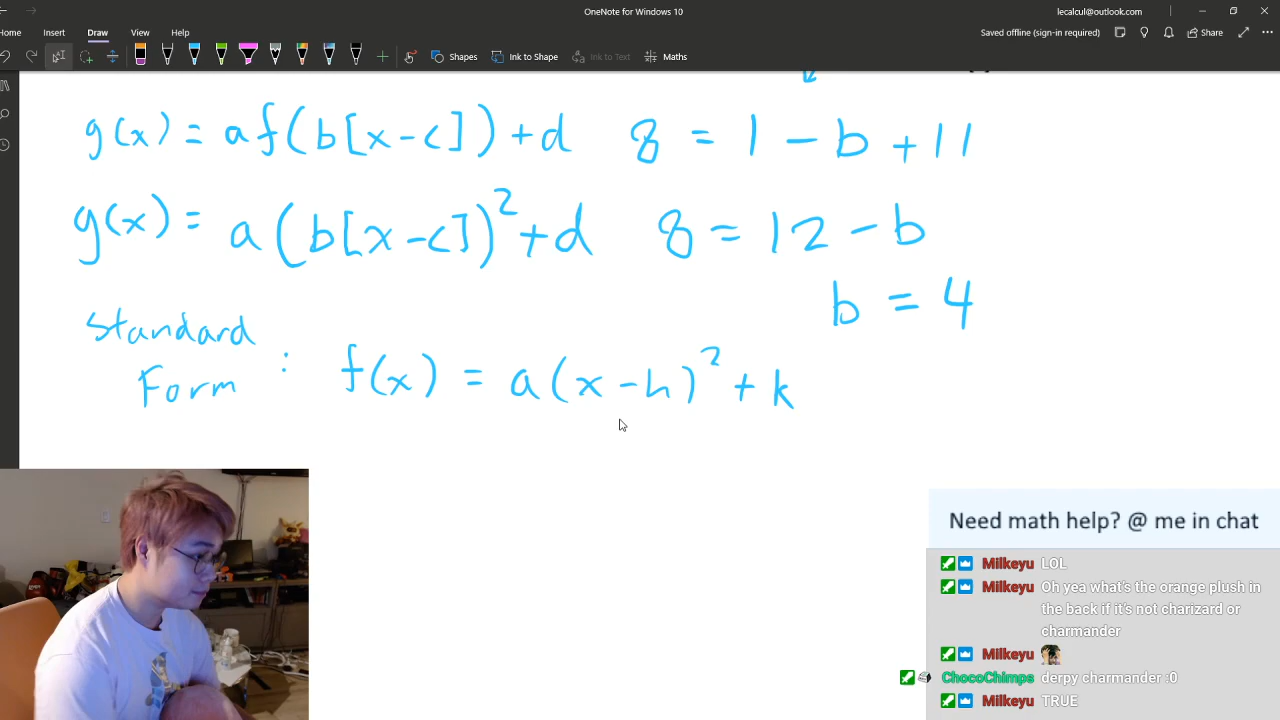 OneNote for Windows 10
lecalcul@outlook.com
Home Insert Draw View Help
Saved offline (sign-in required)
Share
Shapes
Ink to Shape
Ink to Text
Maths
g(x) = af(b[x-c])+d
8 = 1 - b + 11
g(x) = a(b[x-c])²+d
8 = 12 - b
b = 4
Standard
Form :
f(x) = a(x-h)² + k
Need math help? @ me in chat
Milkeyu LOL
Milkeyu Oh yea what's the orange plush in
the back if it's not charizard or
charmander
Milkeyu
ChocoChimps derpy charmander :0
Milkeyu TRUE